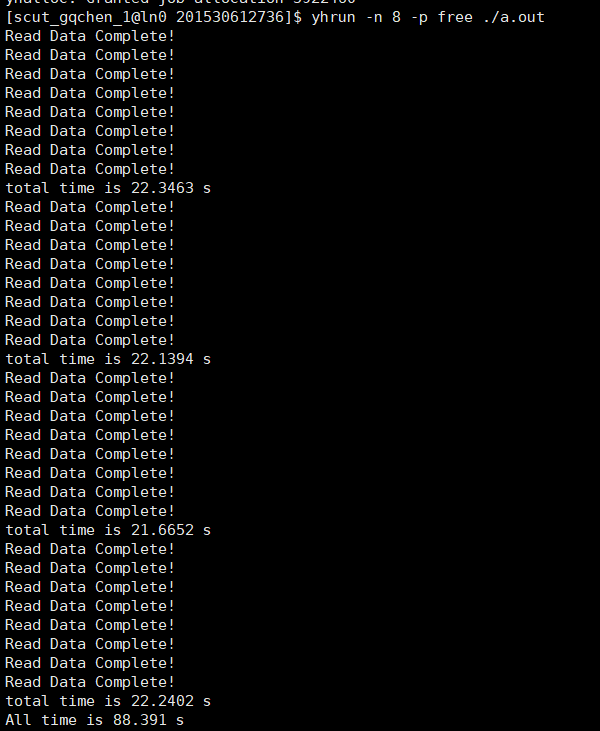 yhalloc: Granted job allocation 3922480
[scut_gqchen_1@ln0 201530612736]$ yhrun -n 8 -p free ./a.out
Read Data Complete!
Read Data Complete!
Read Data Complete!
Read Data Complete!
Read Data Complete!
Read Data Complete!
Read Data Complete!
Read Data Complete!
total time is 22.3463 s
Read Data Complete!
Read Data Complete!
Read Data Complete!
Read Data Complete!
Read Data Complete!
Read Data Complete!
Read Data Complete!
Read Data Complete!
total time is 22.1394 s
Read Data Complete!
Read Data Complete!
Read Data Complete!
Read Data Complete!
Read Data Complete!
Read Data Complete!
Read Data Complete!
Read Data Complete!
total time is 21.6652 s
Read Data Complete!
Read Data Complete!
Read Data Complete!
Read Data Complete!
Read Data Complete!
Read Data Complete!
Read Data Complete!
Read Data Complete!
total time is 22.2402 s
All time is 88.391 s